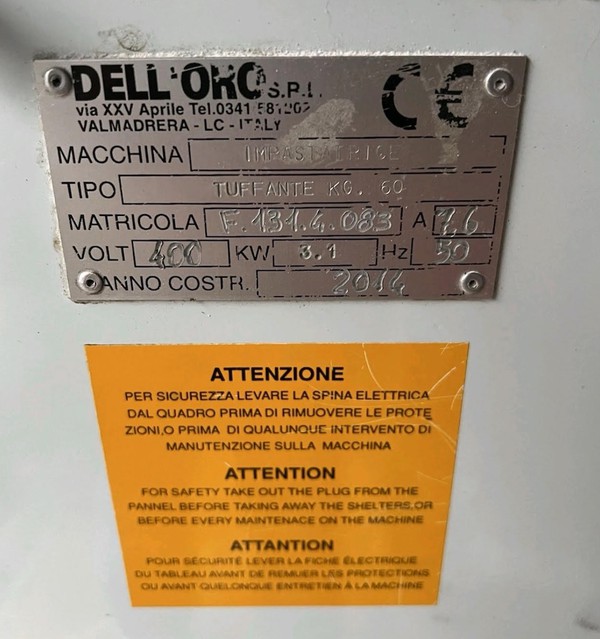 DELL'ORO S.R.L.
via XXV Aprile Tel.0341 581202
VALMADRERA - LC - ITALY
CE
MACCHINA IMPASTATRICE
TIPO TUFFANTE KG. 60
MATRICOLA F.131.4.083 A 7,6
VOLT 400 KW 3.1 Hz 50
ANNO COSTR. 2014
ATTENZIONE
PER SICUREZZA LEVARE LA SPINA ELETTRICA
DAL QUADRO PRIMA DI RIMUOVERE LE PROTE
ZIONI,O PRIMA DI QUALUNQUE INTERVENTO DI
MANUTENZIONE SULLA MACCHINA
ATTENTION
FOR SAFETY TAKE OUT THE PLUG FROM THE
PANNEL BEFORE TAKING AWAY THE SHELTERS,OR
BEFORE EVERY MAINTENACE ON THE MACHINE
ATTANTION
POUR SÉCURITÉ LEVER LA FICHE ÉLECTRIQUE
DU TABLEAU AVANT DE REMUER LES PROTECTIONS
OU AVANT QUELONQUE ENTRETIEN À LA MACHINE